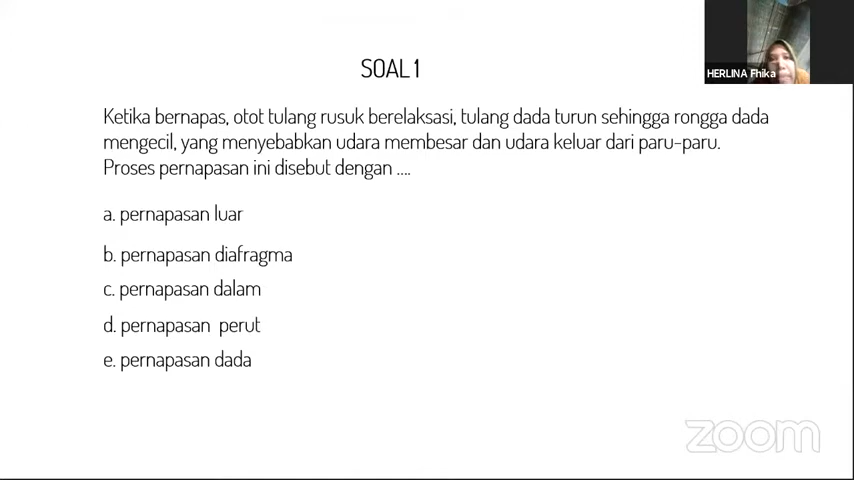 HERLINA Fhika
SOAL 1
Ketika bernapas, otot tulang rusuk berelaksasi, tulang dada turun sehingga rongga dada
mengecil, yang menyebabkan udara membesar dan udara keluar dari paru-paru.
Proses pernapasan ini disebut dengan ....
a. pernapasan luar
b. pernapasan diafragma
c. pernapasan dalam
d. pernapasan perut
e. pernapasan dada
zoom